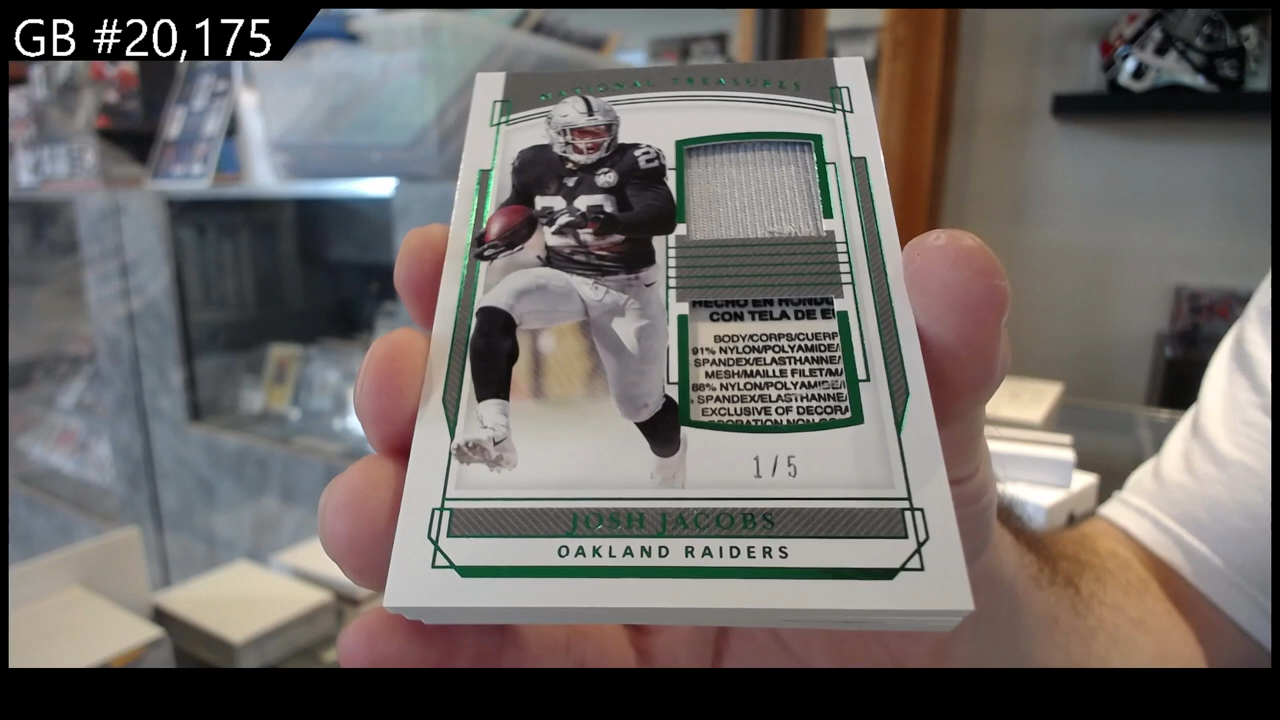 GB #20,175
NATIONAL TREASURES
HECHO EN HONDU
CON TELA DE E
BODY/CORPS/CUERP
91% NYLON/POLYAMIDE/
SPANDEX/ELASTHANNE/
MESH/MAILLE FILET/MA
88% NYLON/POLYAMIDE/
SPANDEX/ELASTHANNE/
EXCLUSIVE OF DECORA
1/5
JOSH JACOBS
OAKLAND RAIDERS